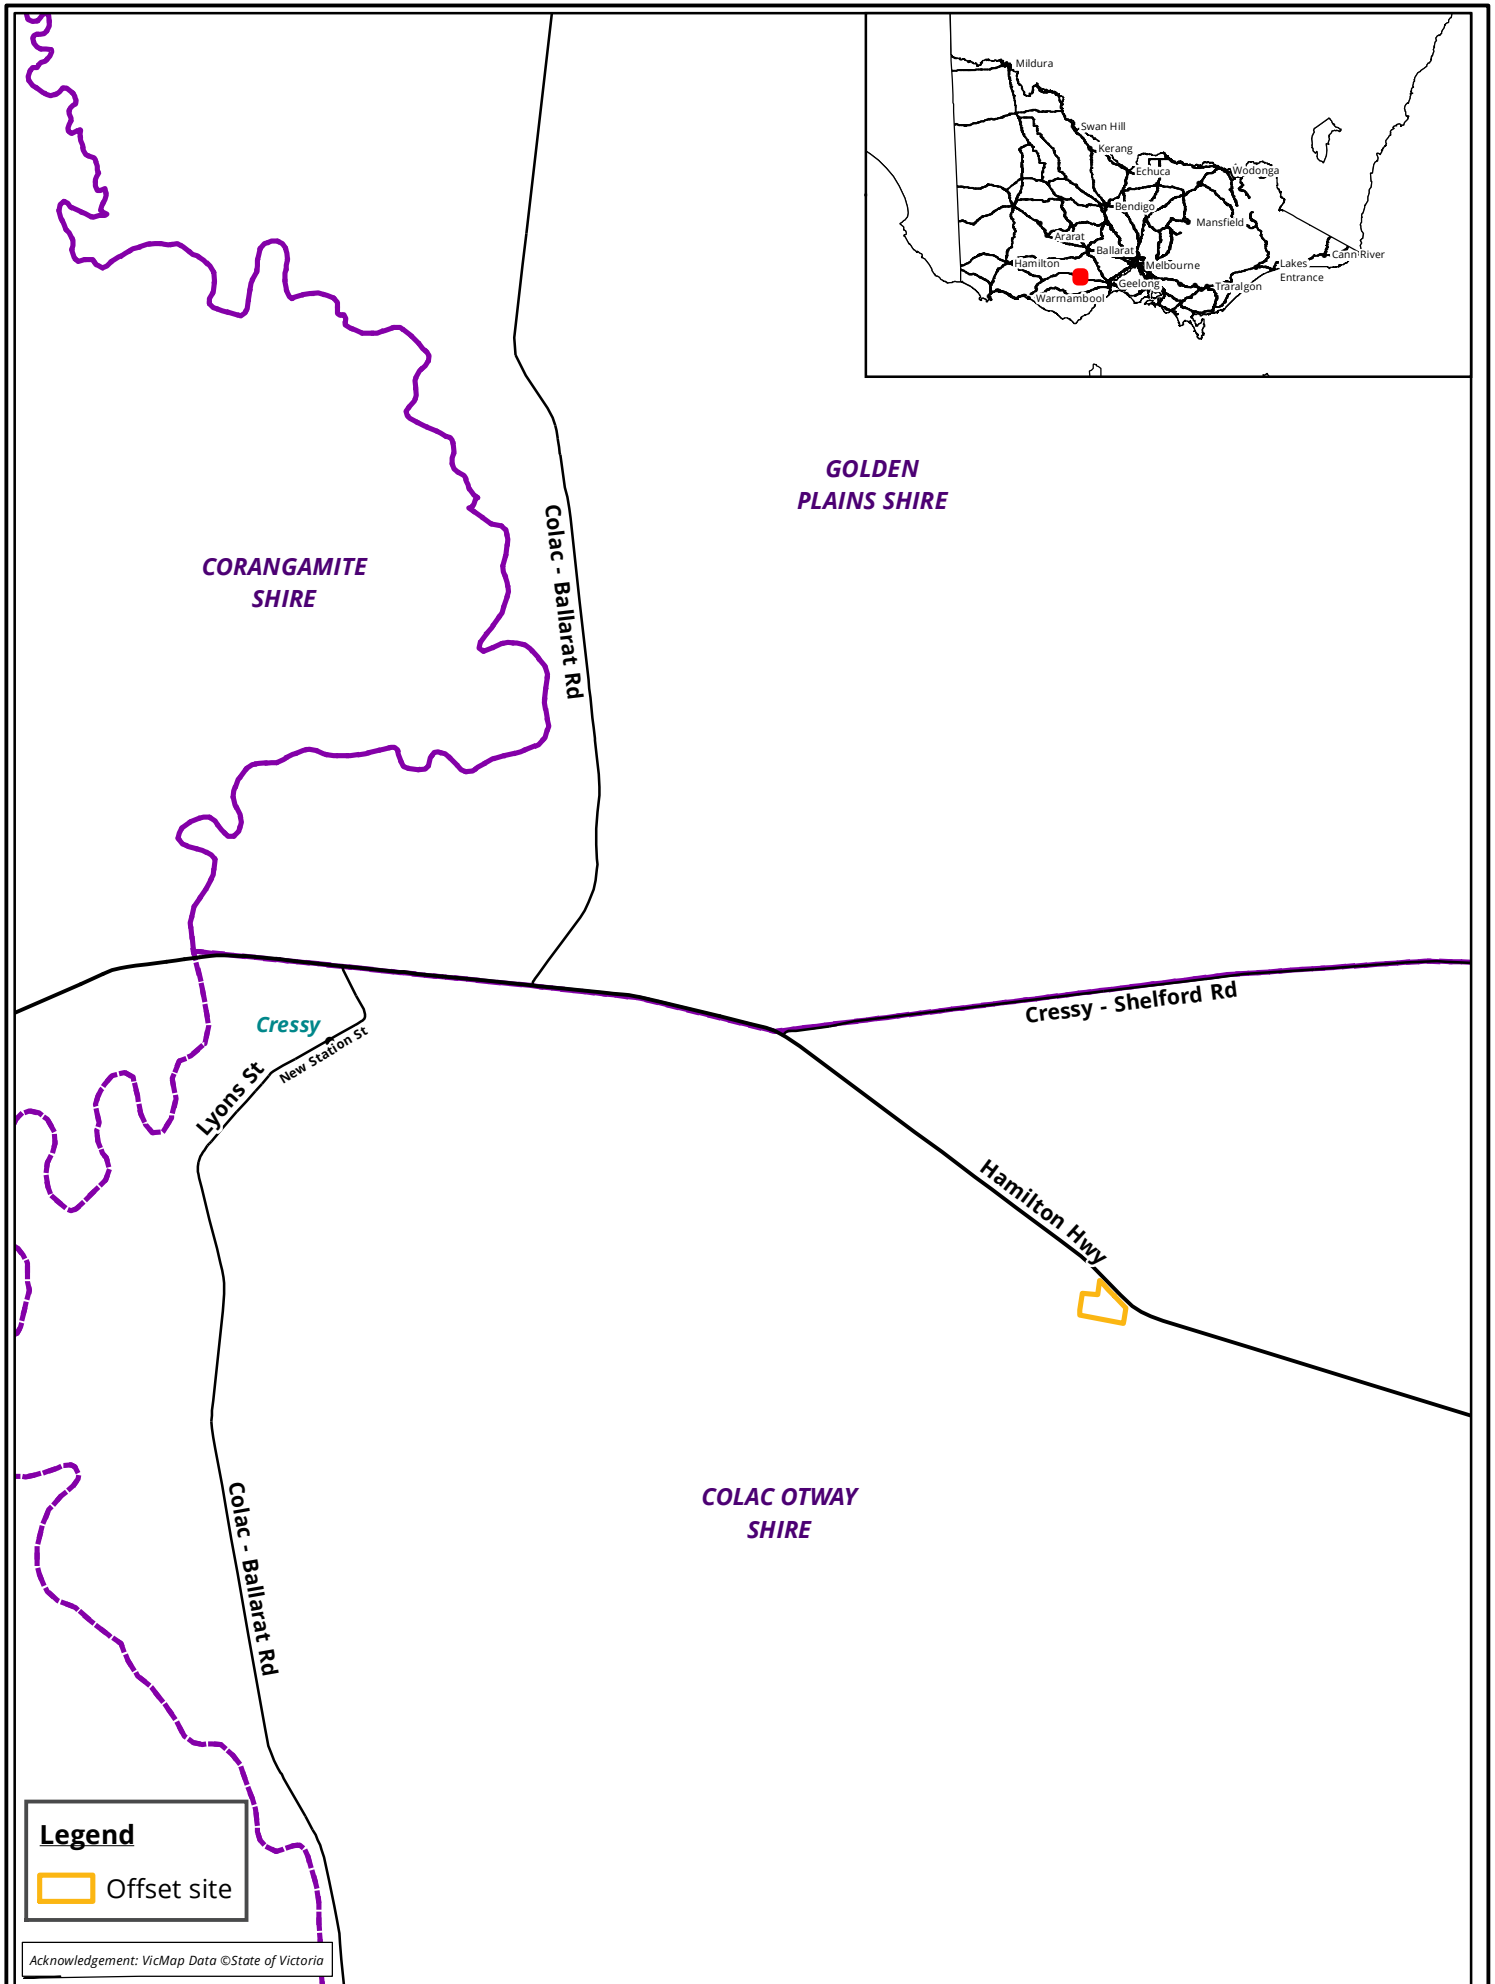 Mildura
Swan Hill
Kerang
Echuca
Wodonga
Bendigo
Mansfield
Ararat
Ballarat
Cann River
Hamilton
Melbourne
Lakes
Entrance
Geelong
Traralgon
Warrnambool
GOLDEN
PLAINS SHIRE
CORANGAMITE
SHIRE
Colac - Ballarat Rd
Cressy - Shelford Rd
Cressy
New Station St
Lyons St
Hamilton Hwy
COLAC OTWAY
SHIRE
Colac - Ballarat Rd
Legend
Offset site
Acknowledgement: VicMap Data ©State of Victoria